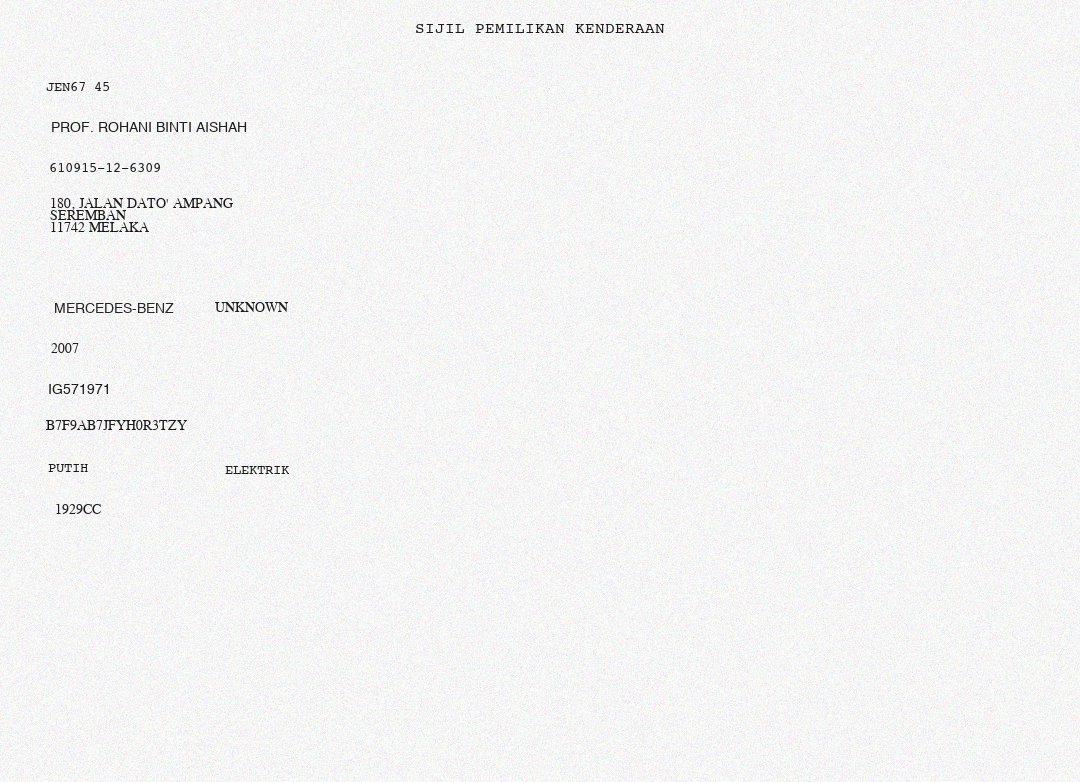 SIJIL PEMILIKAN KENDERAAN
JEN67 45
PROF. ROHANI BINTI AISHAH
610915-12-6309
180, JALAN DATO' AMPANG
SEREMBAN
11742 MELAKA
MERCEDES-BENZ UNKNOWN
2007
IG571971
B7F9AB7JFYH0R3TZY
PUTIH ELEKTRIK
1929CC